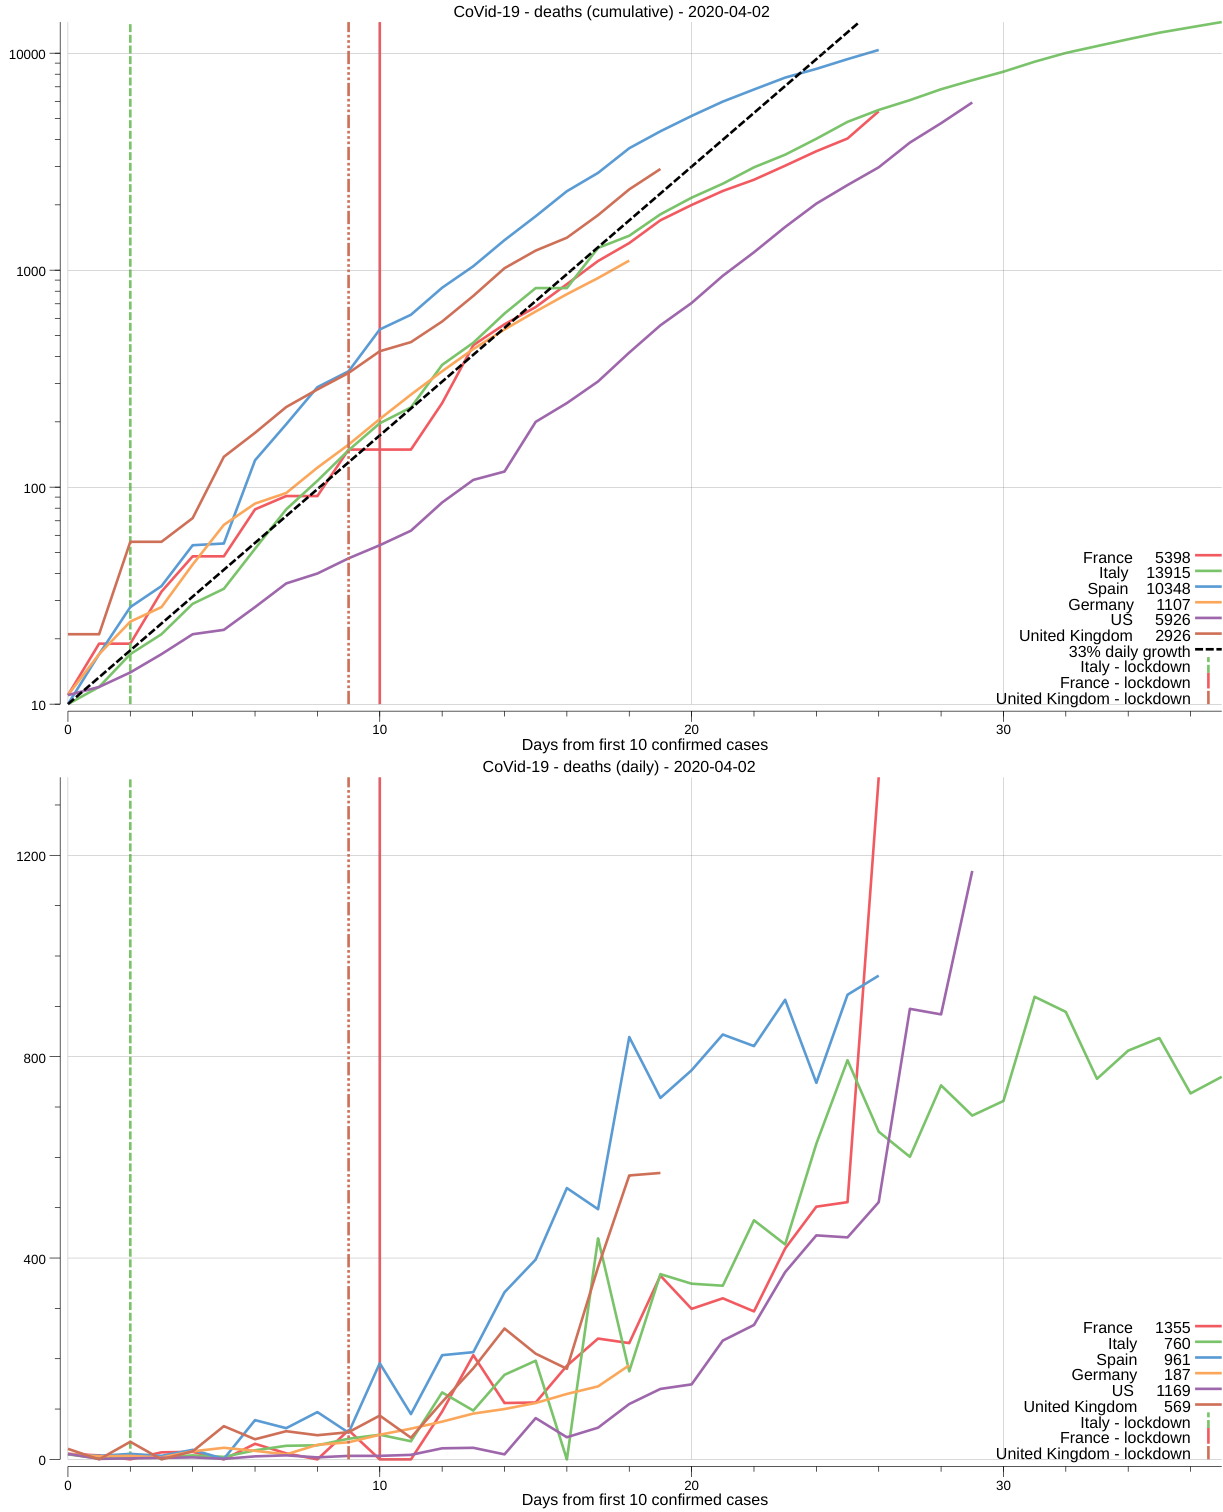 CoVid-19 - deaths (cumulative) - 2020-04-02
10000
1000
100
10
France 5398
Italy 13915
Spain 10348
Germany 1107
US 5926
United Kingdom 2926
33% daily growth
Italy - lockdown
France - lockdown
United Kingdom - lockdown
0 10 20 30
Days from first 10 confirmed cases
CoVid-19 - deaths (daily) - 2020-04-02
1200
800
400
0
France 1355
Italy 760
Spain 961
Germany 187
US 1169
United Kingdom 569
Italy - lockdown
France - lockdown
United Kingdom - lockdown
0 10 20 30
Days from first 10 confirmed cases